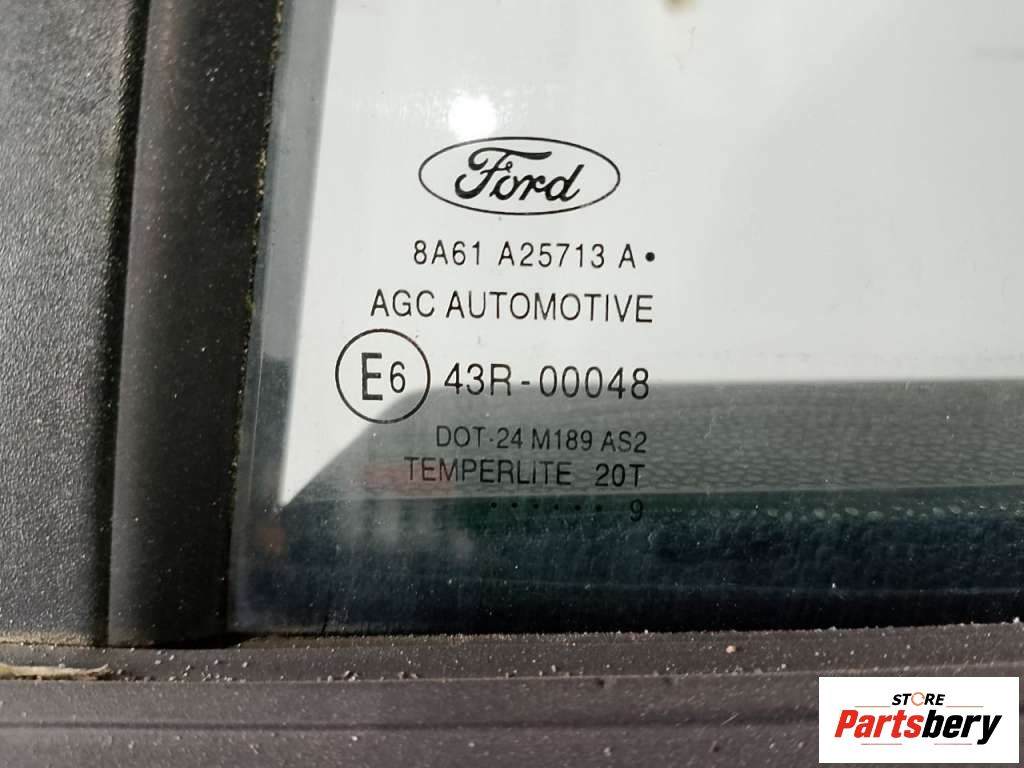 Ford
8A61 A25713 A•
AGC AUTOMOTIVE
E6 43R-00048
DOT·24 M189 AS2
TEMPERLITE 20T
······ 9
STORE
Partsbery